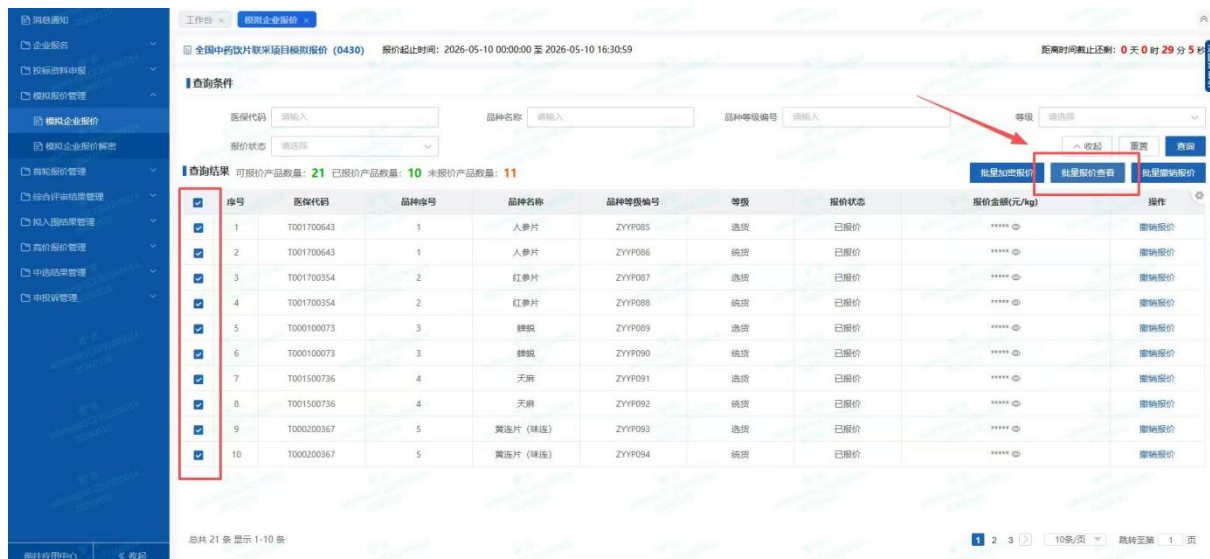 消息通知
企业报名
投标资料申报
模拟报价管理
模拟企业报价
模拟企业报价解密
首轮报价管理
综合评审结果管理
拟入围结果管理
竞价报价管理
中选结果管理
申投诉管理
前往应用中心 《 收起
工作台 × 模拟企业报价 ×
全国中药饮片联采项目模拟报价（0430） 报价起止时间：2026-05-10 00:00:00 至 2026-05-10 16:30:59 距离时间截止还剩：0 天 0 时 29 分 5 秒
查询条件
医保代码 请输入 品种名称 请输入 品种等级编号 请输入 等级 请选择
报价状态 请选择 收起 重置 查询
查询结果 可报价产品数量：21 已报价产品数量：10 未报价产品数量：11 批量加密报价 批量报价查看 批量撤销报价
序号 医保代码 品种序号 品种名称 品种等级编号 等级 报价状态 报价金额(元/kg) 操作
1 T001700643 1 人参片 ZYYP085 选货 已报价 ***** 撤销报价
2 T001700643 1 人参片 ZYYP086 统货 已报价 ***** 撤销报价
3 T001700354 2 红参片 ZYYP087 选货 已报价 ***** 撤销报价
4 T001700354 2 红参片 ZYYP088 统货 已报价 ***** 撤销报价
5 T000100073 3 蝉蜕 ZYYP089 选货 已报价 ***** 撤销报价
6 T000100073 3 蝉蜕 ZYYP090 统货 已报价 ***** 撤销报价
7 T001500736 4 天麻 ZYYP091 选货 已报价 ***** 撤销报价
8 T001500736 4 天麻 ZYYP092 统货 已报价 ***** 撤销报价
9 T000200367 5 黄连片（味连） ZYYP093 选货 已报价 ***** 撤销报价
10 T000200367 5 黄连片（味连） ZYYP094 统货 已报价 ***** 撤销报价
总共 21 条 显示 1-10 条 1 2 3 10条/页 跳转至第 1 页